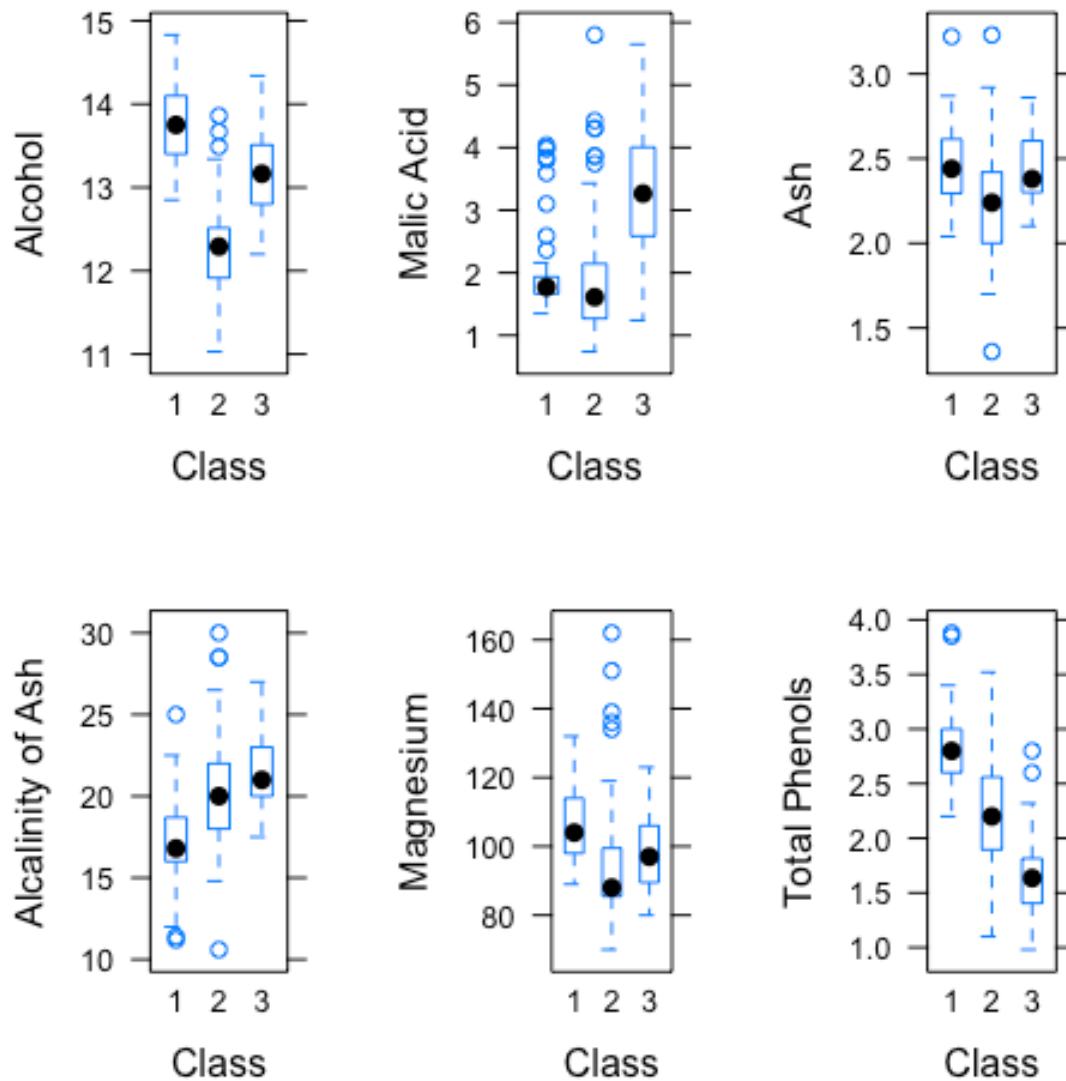 Alcohol
15
14
13
12
11
1 2 3
Class
Malic Acid
6
5
4
3
2
1
1 2 3
Class
Ash
3.0
2.5
2.0
1.5
1 2 3
Class
Alcalinity of Ash
30
25
20
15
10
1 2 3
Class
Magnesium
160
140
120
100
80
1 2 3
Class
Total Phenols
4.0
3.5
3.0
2.5
2.0
1.5
1.0
1 2 3
Class